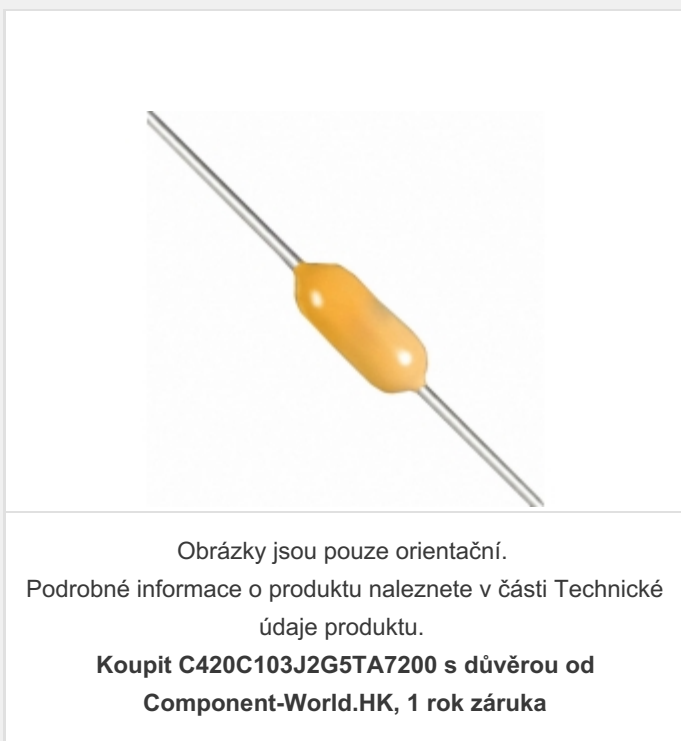 Obrázky jsou pouze orientační.
Podrobné informace o produktu naleznete v části Technické
údaje produktu.
Koupit C420C103J2G5TA7200 s důvěrou od
Component-World.HK, 1 rok záruka